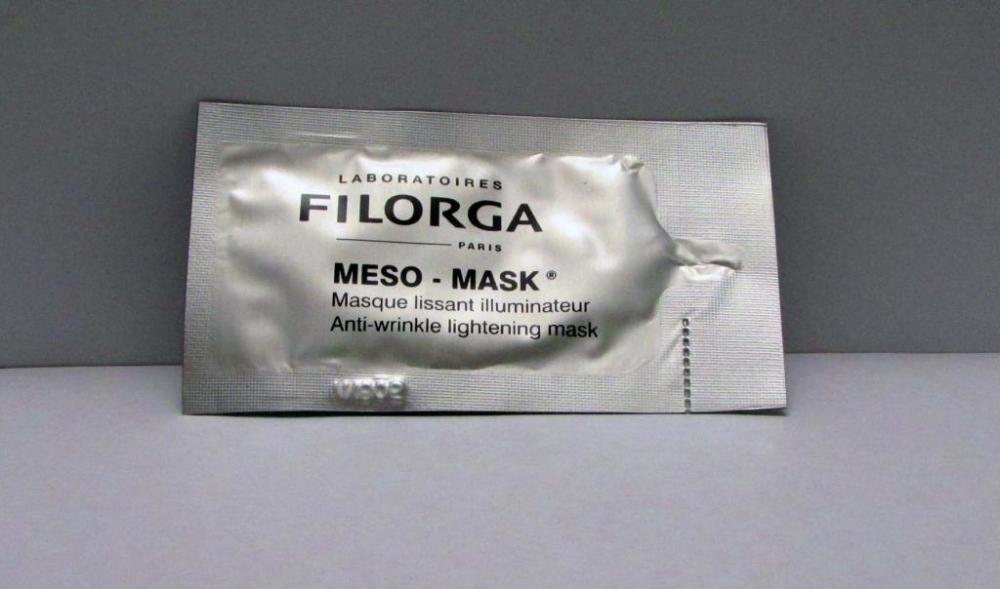 LABORATOIRES
FILORGA
PARIS
MESO - MASK ®
Masque lissant illuminateur
Anti-wrinkle lightening mask